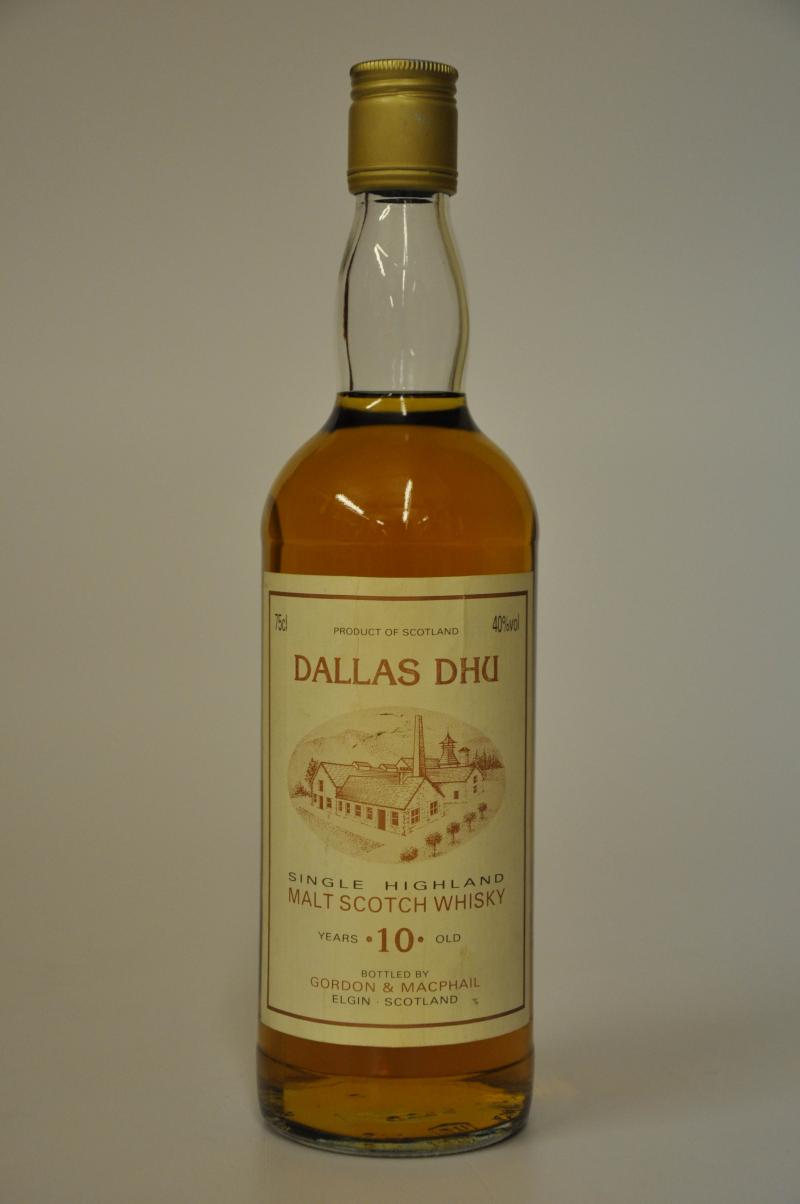 75cl
40%vol
PRODUCT OF SCOTLAND
DALLAS DHU
SINGLE HIGHLAND
MALT SCOTCH WHISKY
YEARS •10• OLD
BOTTLED BY
GORDON & MACPHAIL
ELGIN · SCOTLAND